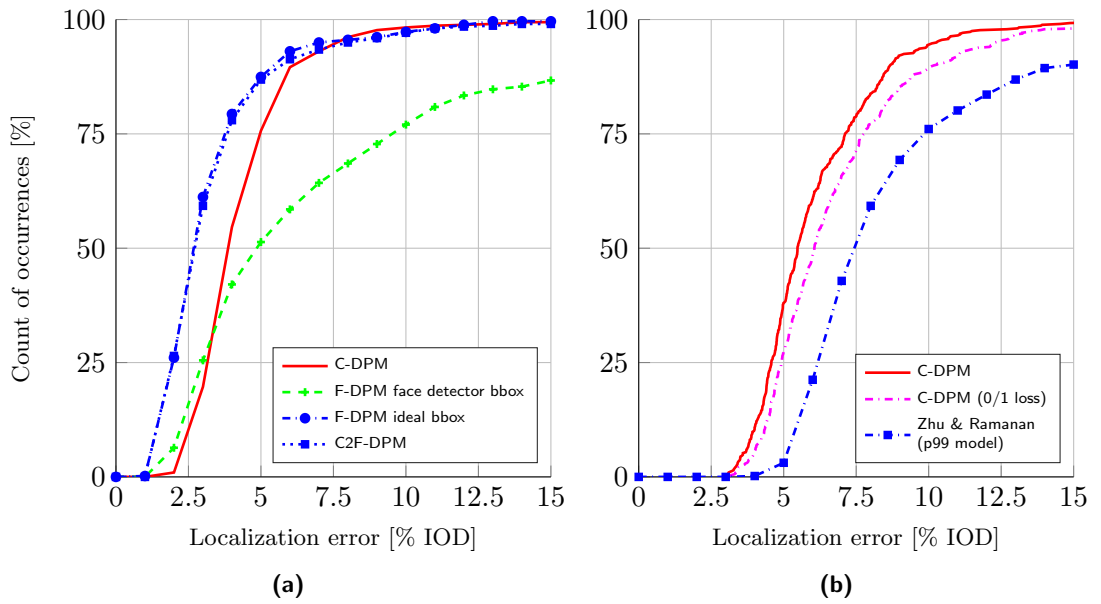 Count of occurrences [%]
100
75
50
25
0
0
2.5
5
7.5
10
12.5
15
C-DPM
F-DPM face detector bbox
F-DPM ideal bbox
C2F-DPM
Localization error [% IOD]
(a)
100
75
50
25
0
0
2.5
5
7.5
10
12.5
15
C-DPM
C-DPM (0/1 loss)
Zhu & Ramanan
(p99 model)
Localization error [% IOD]
(b)